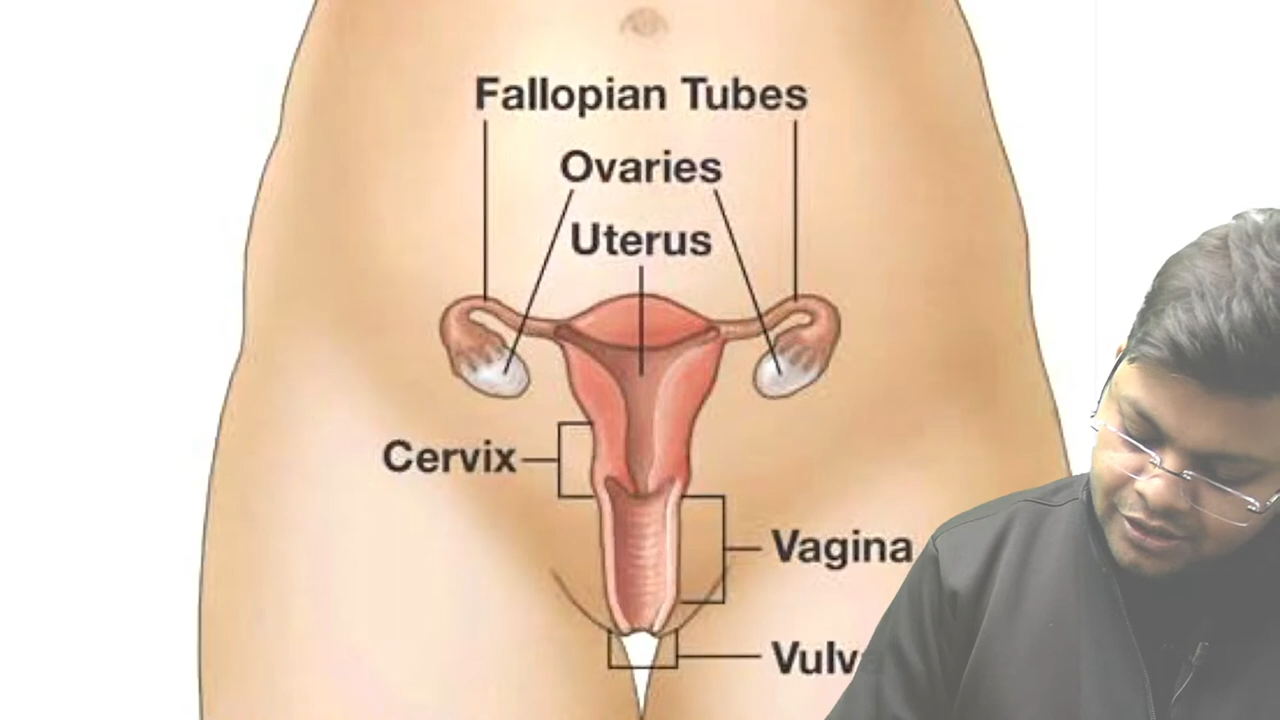 Fallopian Tubes
Ovaries
Uterus
Cervix
Vagina
Vulv